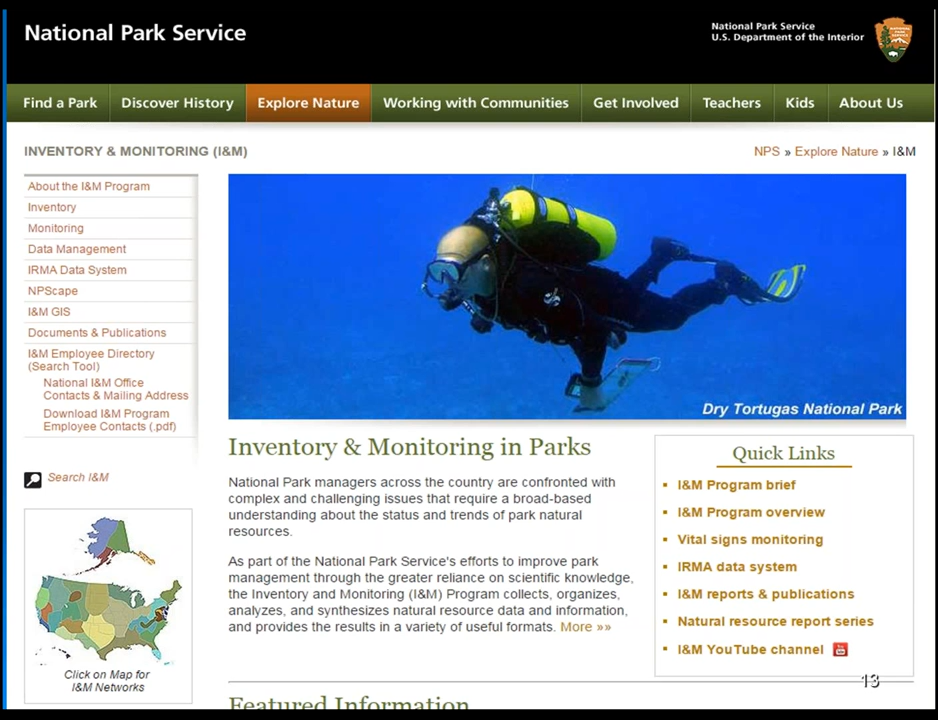 National Park Service
National Park Service
U.S. Department of the Interior
Find a Park
Discover History
Explore Nature
Working with Communities
Get Involved
Teachers
Kids
About Us
INVENTORY & MONITORING (I&M)
NPS » Explore Nature » I&M
About the I&M Program
Inventory
Monitoring
Data Management
IRMA Data System
NPScape
I&M GIS
Documents & Publications
I&M Employee Directory
(Search Tool)
National I&M Office
Contacts & Mailing Address
Download I&M Program
Employee Contacts (.pdf)
Search I&M
Click on Map for
I&M Networks
Dry Tortugas National Park
Inventory & Monitoring in Parks
National Park managers across the country are confronted with
complex and challenging issues that require a broad-based
understanding about the status and trends of park natural
resources.
As part of the National Park Service's efforts to improve park
management through the greater reliance on scientific knowledge,
the Inventory and Monitoring (I&M) Program collects, organizes,
analyzes, and synthesizes natural resource data and information,
and provides the results in a variety of useful formats. More »»
Quick Links
I&M Program brief
I&M Program overview
Vital signs monitoring
IRMA data system
I&M reports & publications
Natural resource report series
I&M YouTube channel
13
Featured Information